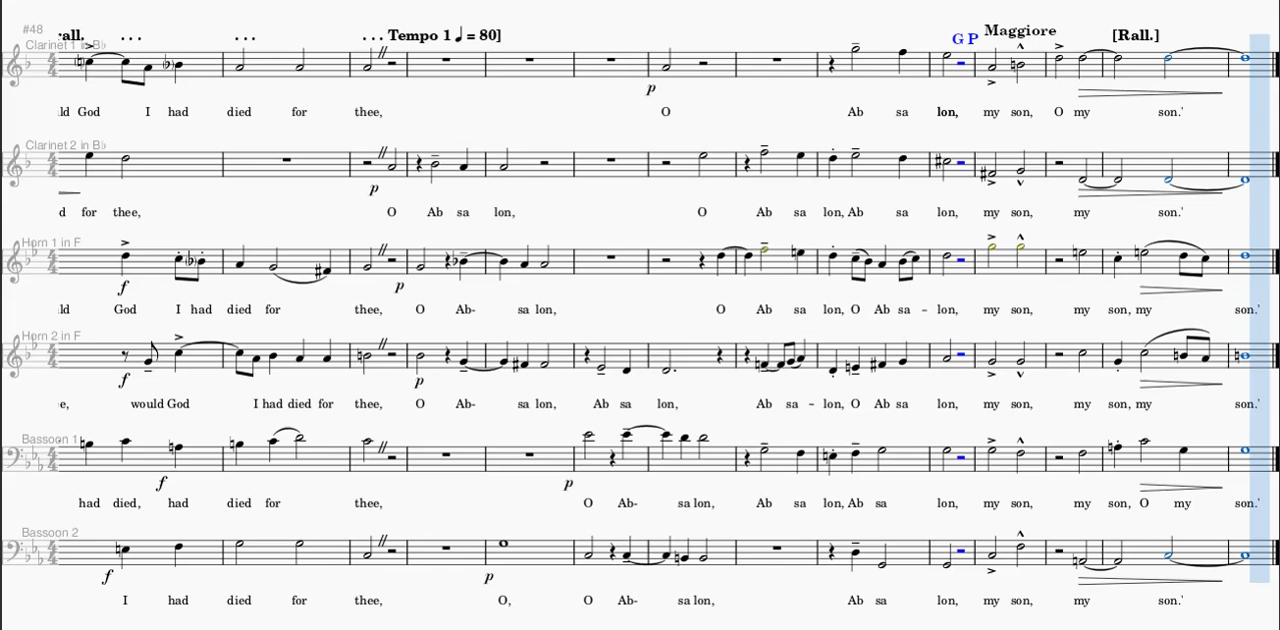 #48
rall. . . . . . . . . . Tempo 1 ♩ = 80] G P Maggiore [Rall.]
Clarinet 1 in B♭
p
God I had died for thee, O Ab sa lon, my son, O my son.'
Clarinet 2 in B♭
p
for thee, O Ab sa lon, O Ab sa lon, Ab sa lon, my son, my son.'
Horn 1 in F
f p
God I had died for thee, O Ab- sa lon, O Ab sa lon, O Ab sa - lon, my son, my son, my son.'
Horn 2 in F
f p
would God I had died for thee, O Ab- sa lon, Ab sa lon, Ab sa - lon, O Ab sa lon, my son, my son, my son.'
Bassoon 1
f p
had died, had died for thee, O Ab- sa lon, Ab sa lon, Ab sa lon, my son, my son, O my son.'
Bassoon 2
f p
I had died for thee, O, O Ab- sa lon, Ab sa lon, my son, my son.'